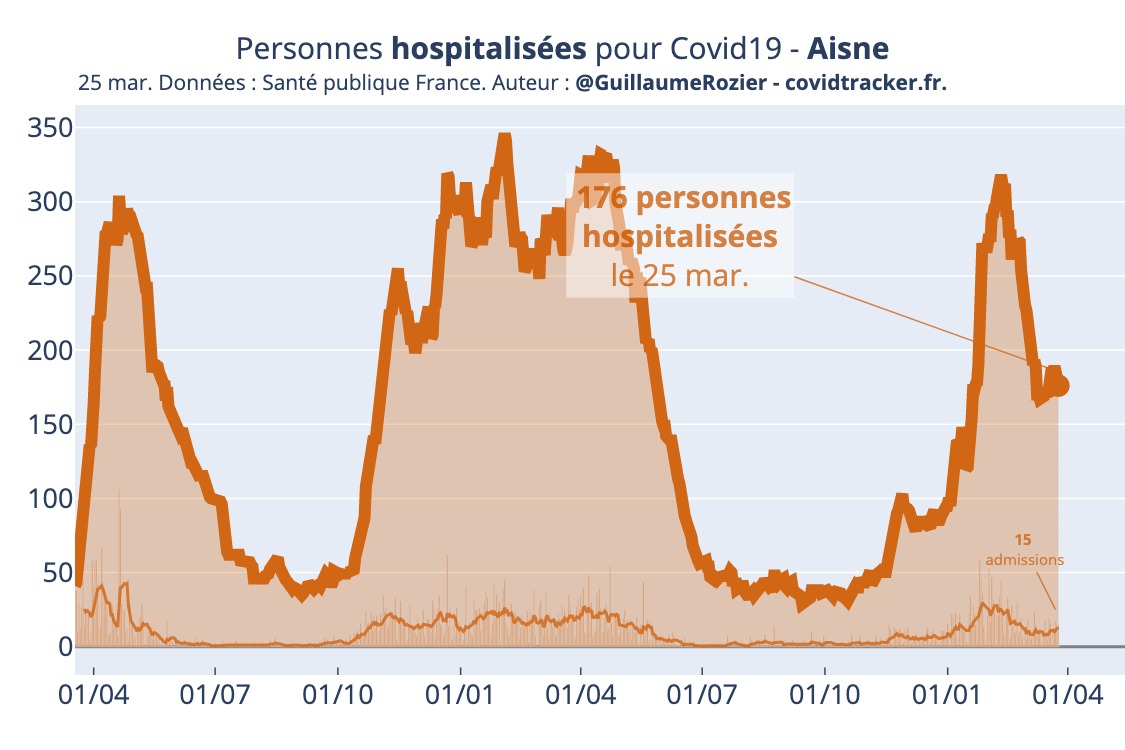 Personnes hospitalisées pour Covid19 - Aisne
25 mar. Données : Santé publique France. Auteur : @GuillaumeRozier - covidtracker.fr.
350
300
250
200
150
100
50
0
176 personnes
hospitalisées
le 25 mar.
15
admissions
01/04 01/07 01/10 01/01 01/04 01/07 01/10 01/01 01/04